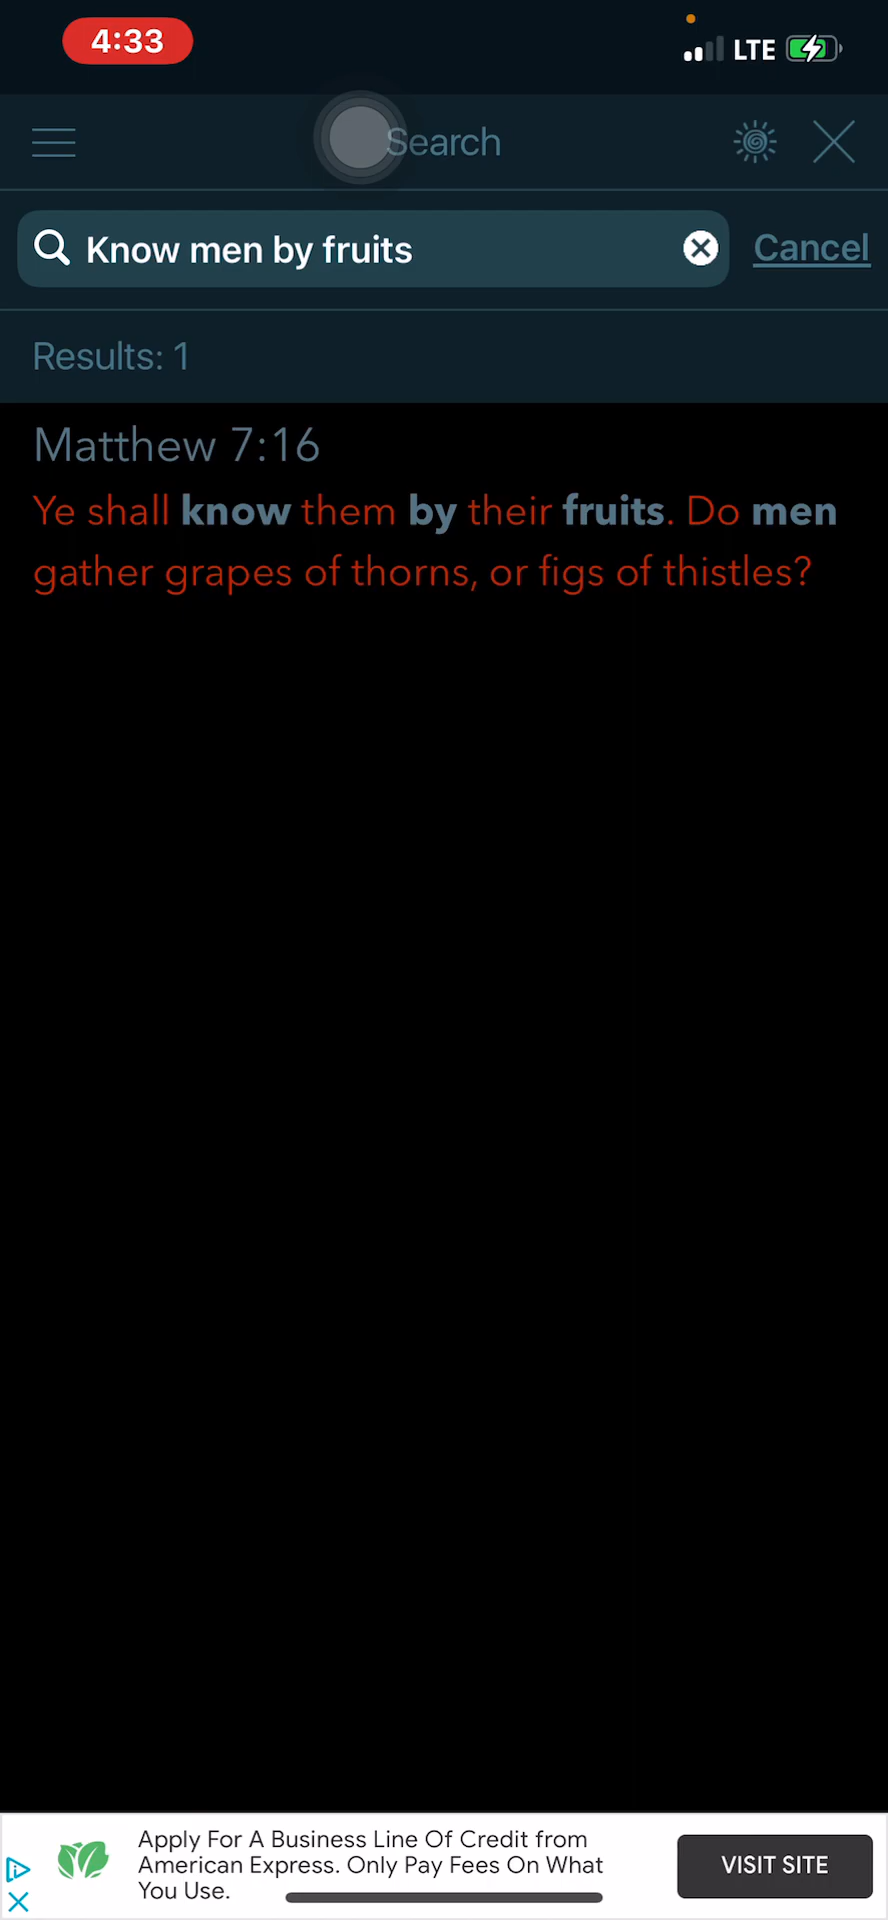 4:33
LTE
Search
Know men by fruits
Cancel
Results: 1
Matthew 7:16
Ye shall know them by their fruits. Do men
gather grapes of thorns, or figs of thistles?
Apply For A Business Line Of Credit from
American Express. Only Pay Fees On What
You Use.
VISIT SITE